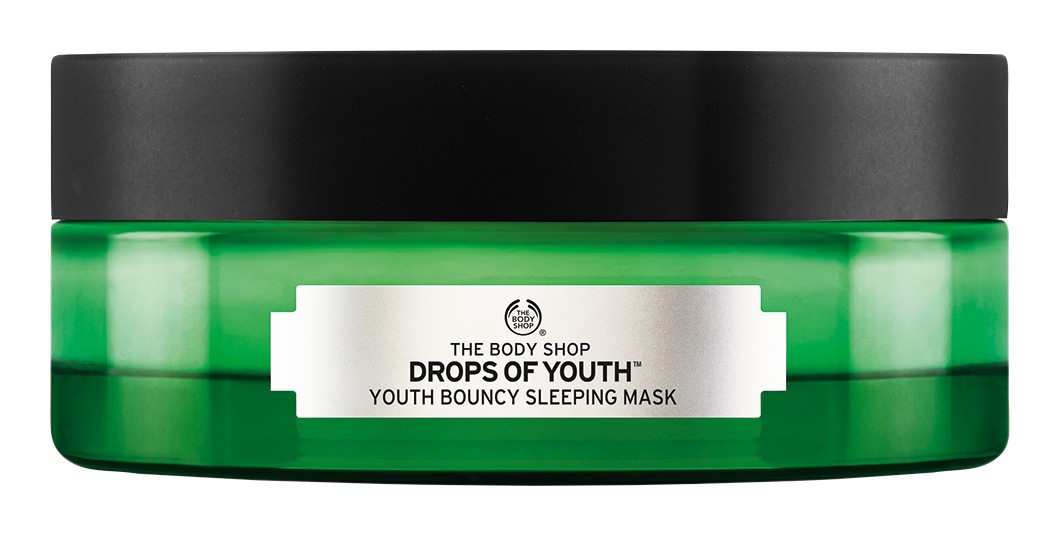 THE
BODY
SHOP®
THE BODY SHOP
DROPS OF YOUTH™
YOUTH BOUNCY SLEEPING MASK